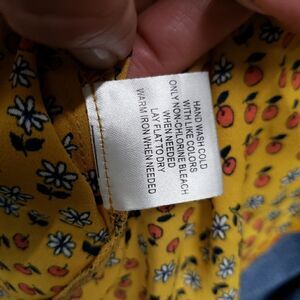 HAND WASH COLD
WITH LIKE COLORS
ONLY NON-CHLORINE BLEACH
WHEN NEEDED
LAY FLAT TO DRY
WARM IRON WHEN NEEDED